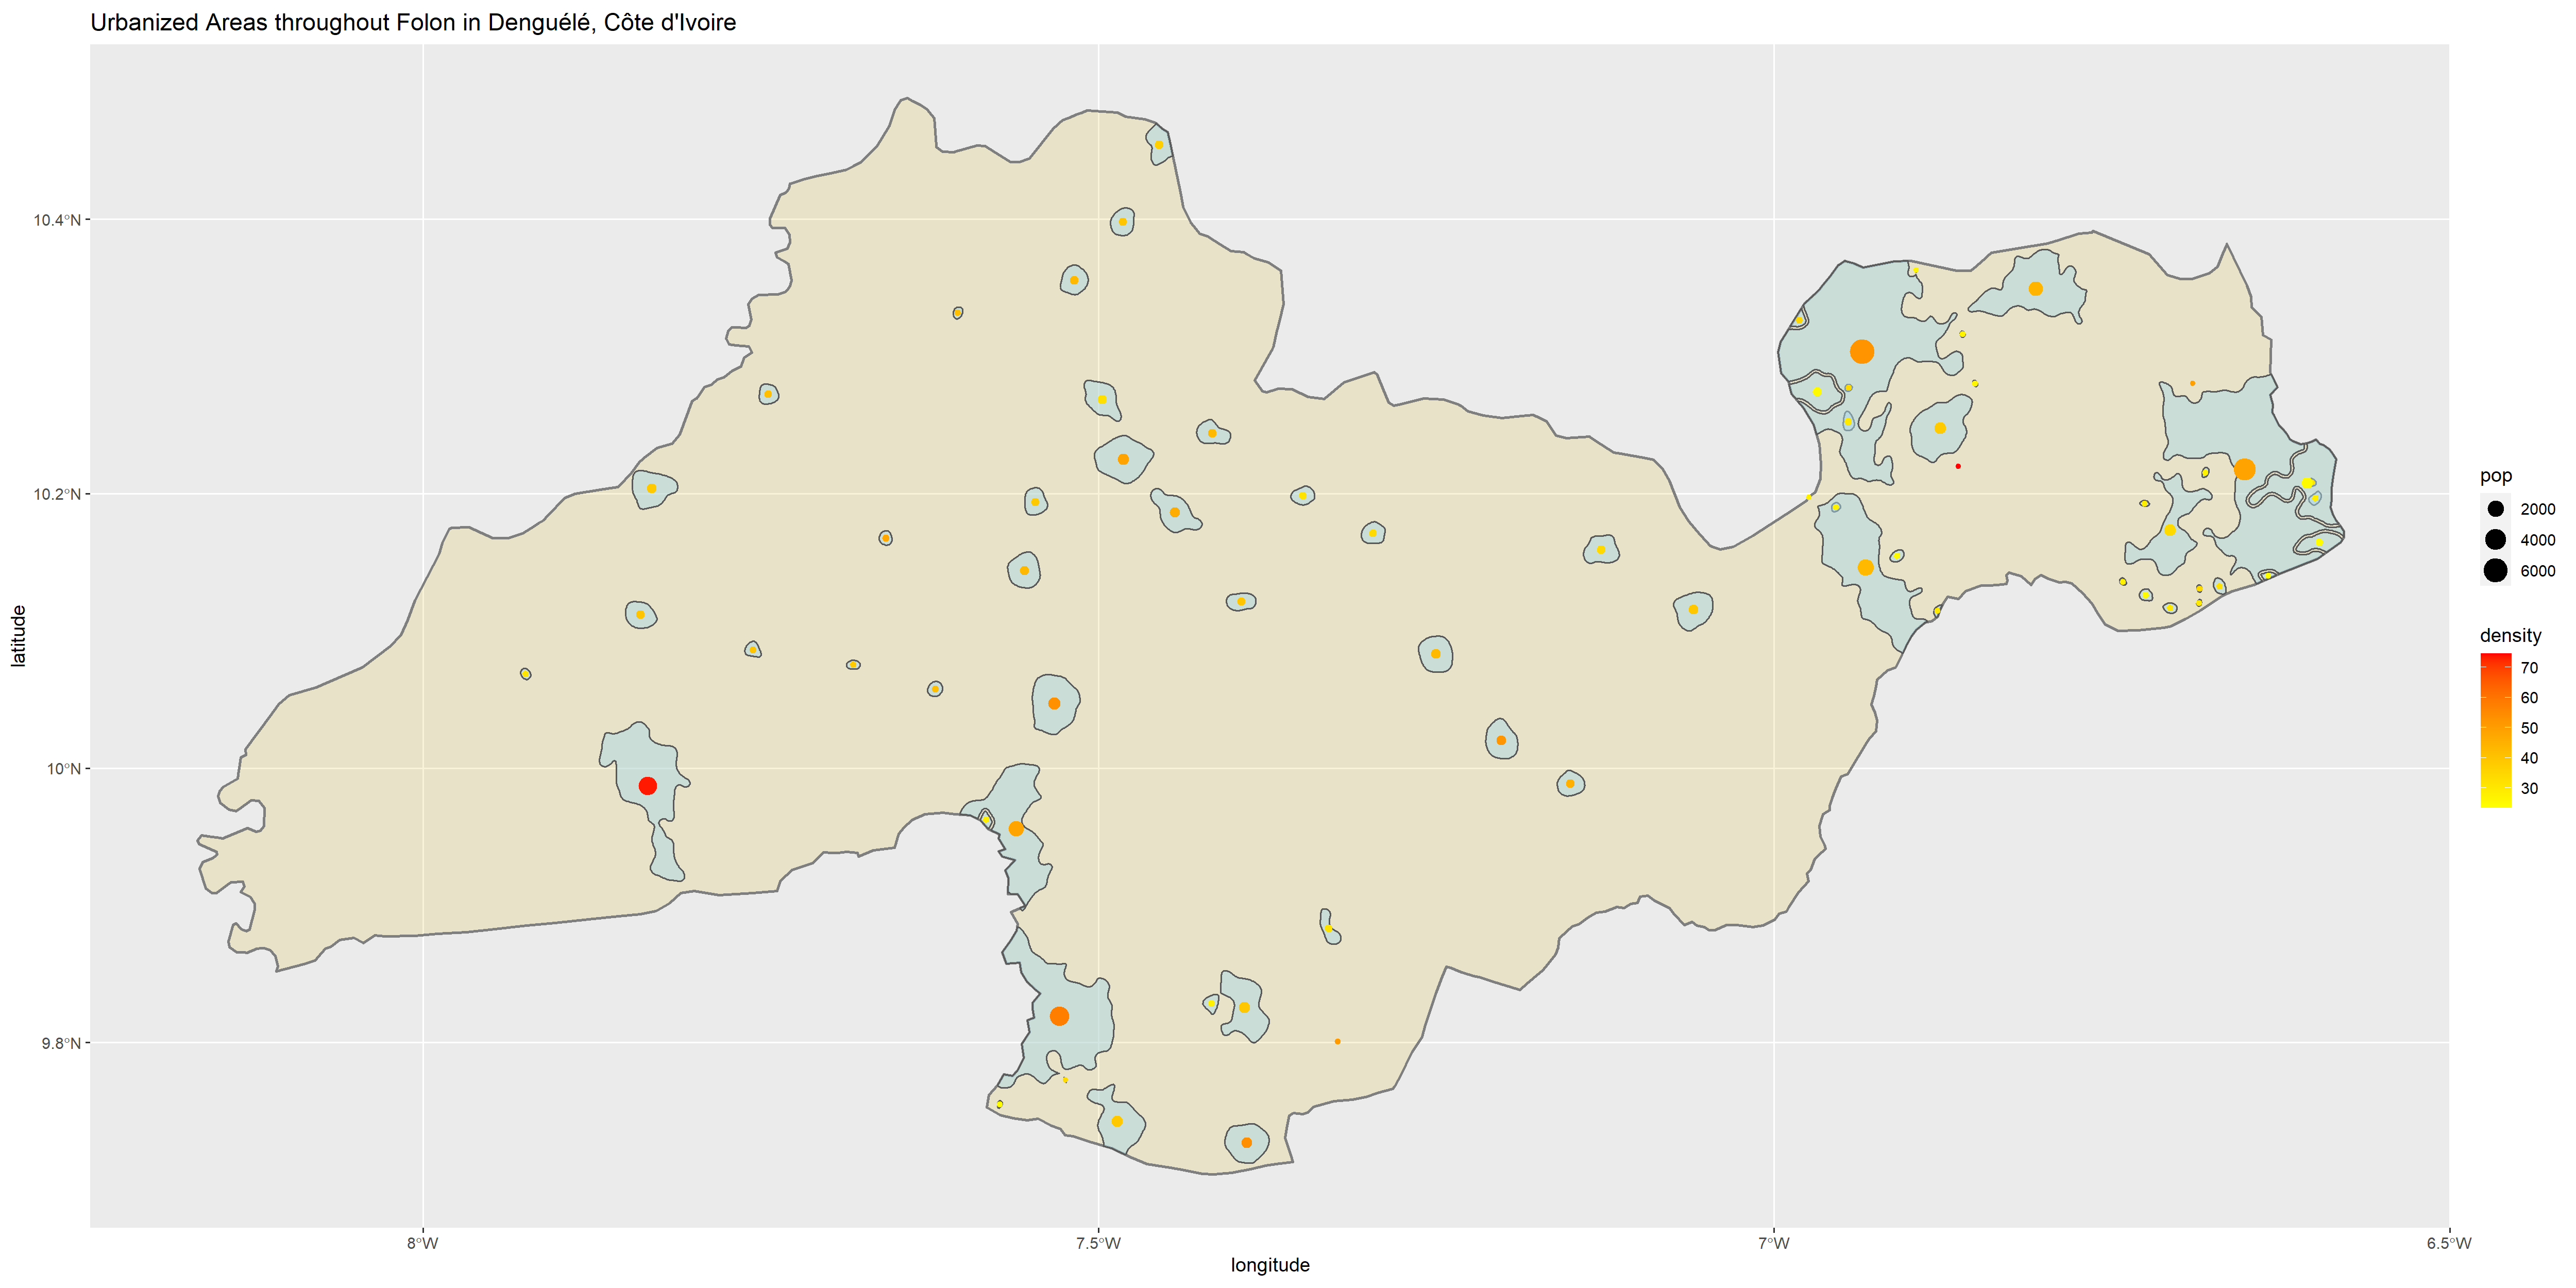 Urbanized Areas throughout Folon in Denguélé, Côte d'Ivoire
10.4°N
10.2°N
10°N
9.8°N
latitude
8°W
7.5°W
7°W
6.5°W
longitude
pop
2000
4000
6000
density
70
60
50
40
30